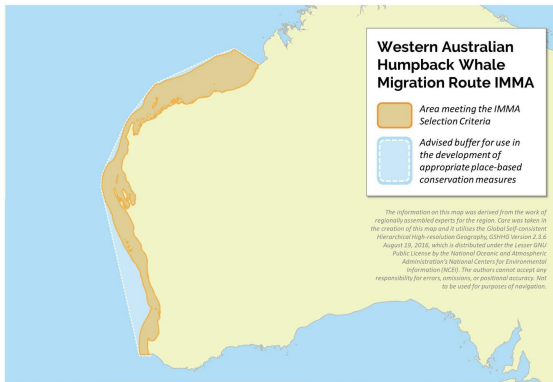 Western Australian
Humpback Whale
Migration Route IMMA
Area meeting the IMMA
Selection Criteria
Advised buffer for use in
the development of
appropriate place-based
conservation measures
The information on this map was derived from the work of
regionally assembled experts for the region. Care was taken in
the creation of this map and it utilises the Global Self-consistent
Hierarchical High-resolution Geography, GSHHG Version 2.3.6
August 19, 2016, which is distributed under the Lesser GNU
Public License by the National Oceanic and Atmospheric
Administration's National Centers for Environmental
Information (NCEI). The authors cannot accept any
responsibility for errors, omissions, or positional accuracy. Not
to be used for purposes of navigation.